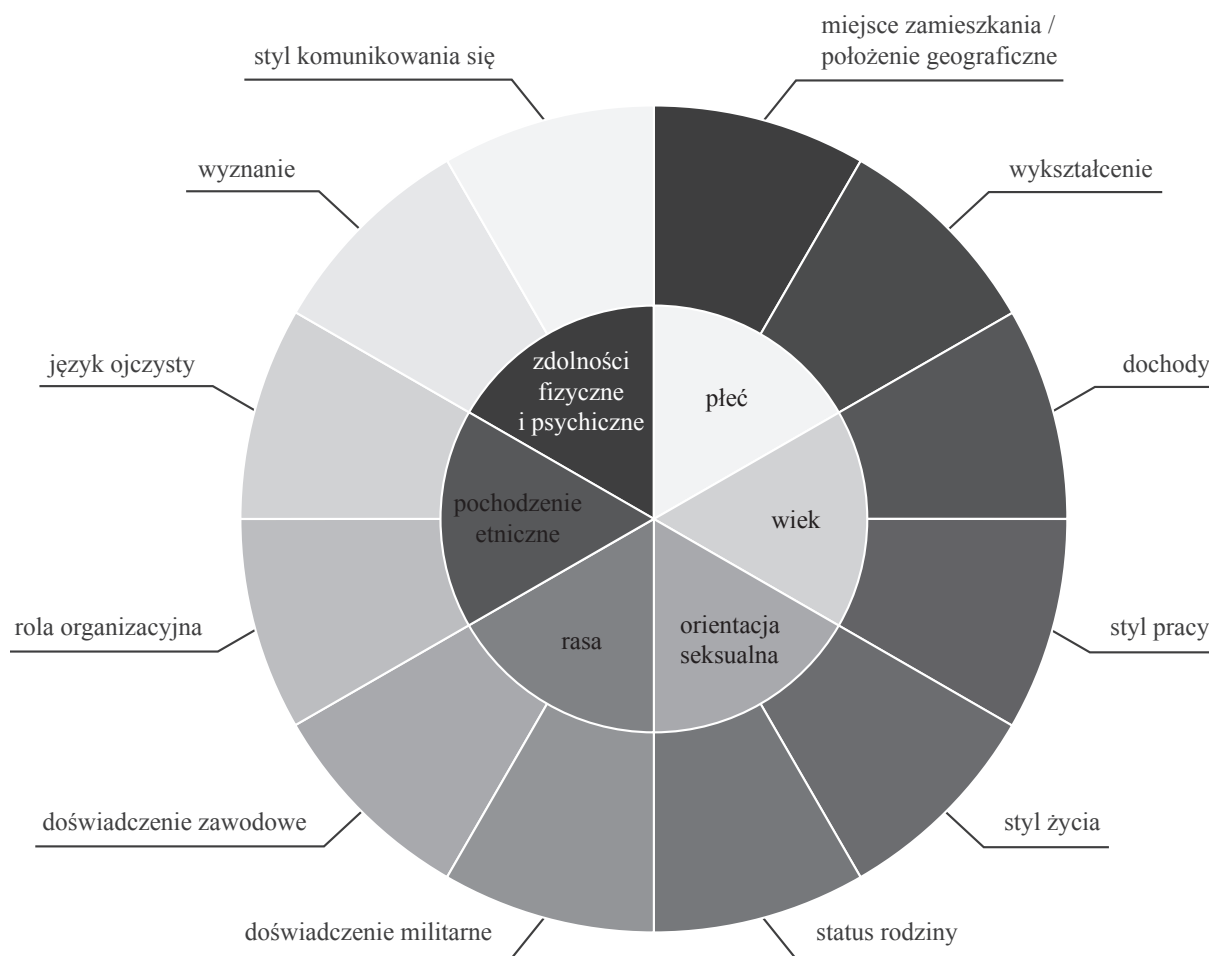 miejsce zamieszkania /
położenie geograficzne
styl komunikowania się
wyznanie
wykształcenie
język ojczysty
dochody
zdolności
fizyczne
i psychiczne
płeć
pochodzenie
etniczne
wiek
rasa
orientacja
seksualna
rola organizacyjna
styl pracy
doświadczenie zawodowe
styl życia
doświadczenie militarne
status rodziny